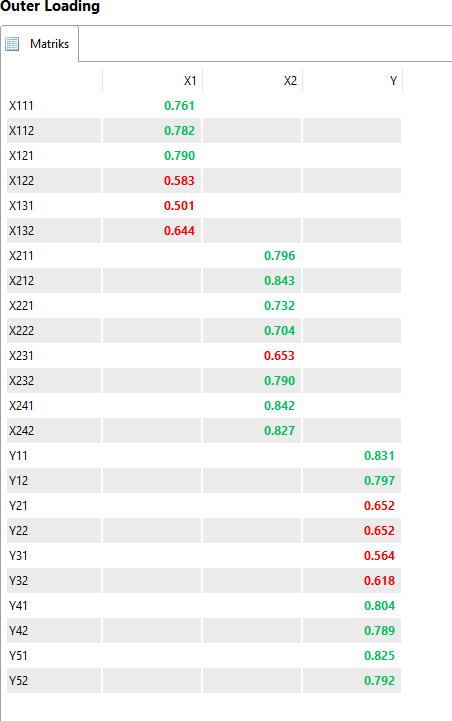 Outer Loading
Matriks
X1 X2 Y
X111 0.761
X112 0.782
X121 0.790
X122 0.583
X131 0.501
X132 0.644
X211 0.796
X212 0.843
X221 0.732
X222 0.704
X231 0.653
X232 0.790
X241 0.842
X242 0.827
Y11 0.831
Y12 0.797
Y21 0.652
Y22 0.652
Y31 0.564
Y32 0.618
Y41 0.804
Y42 0.789
Y51 0.825
Y52 0.792